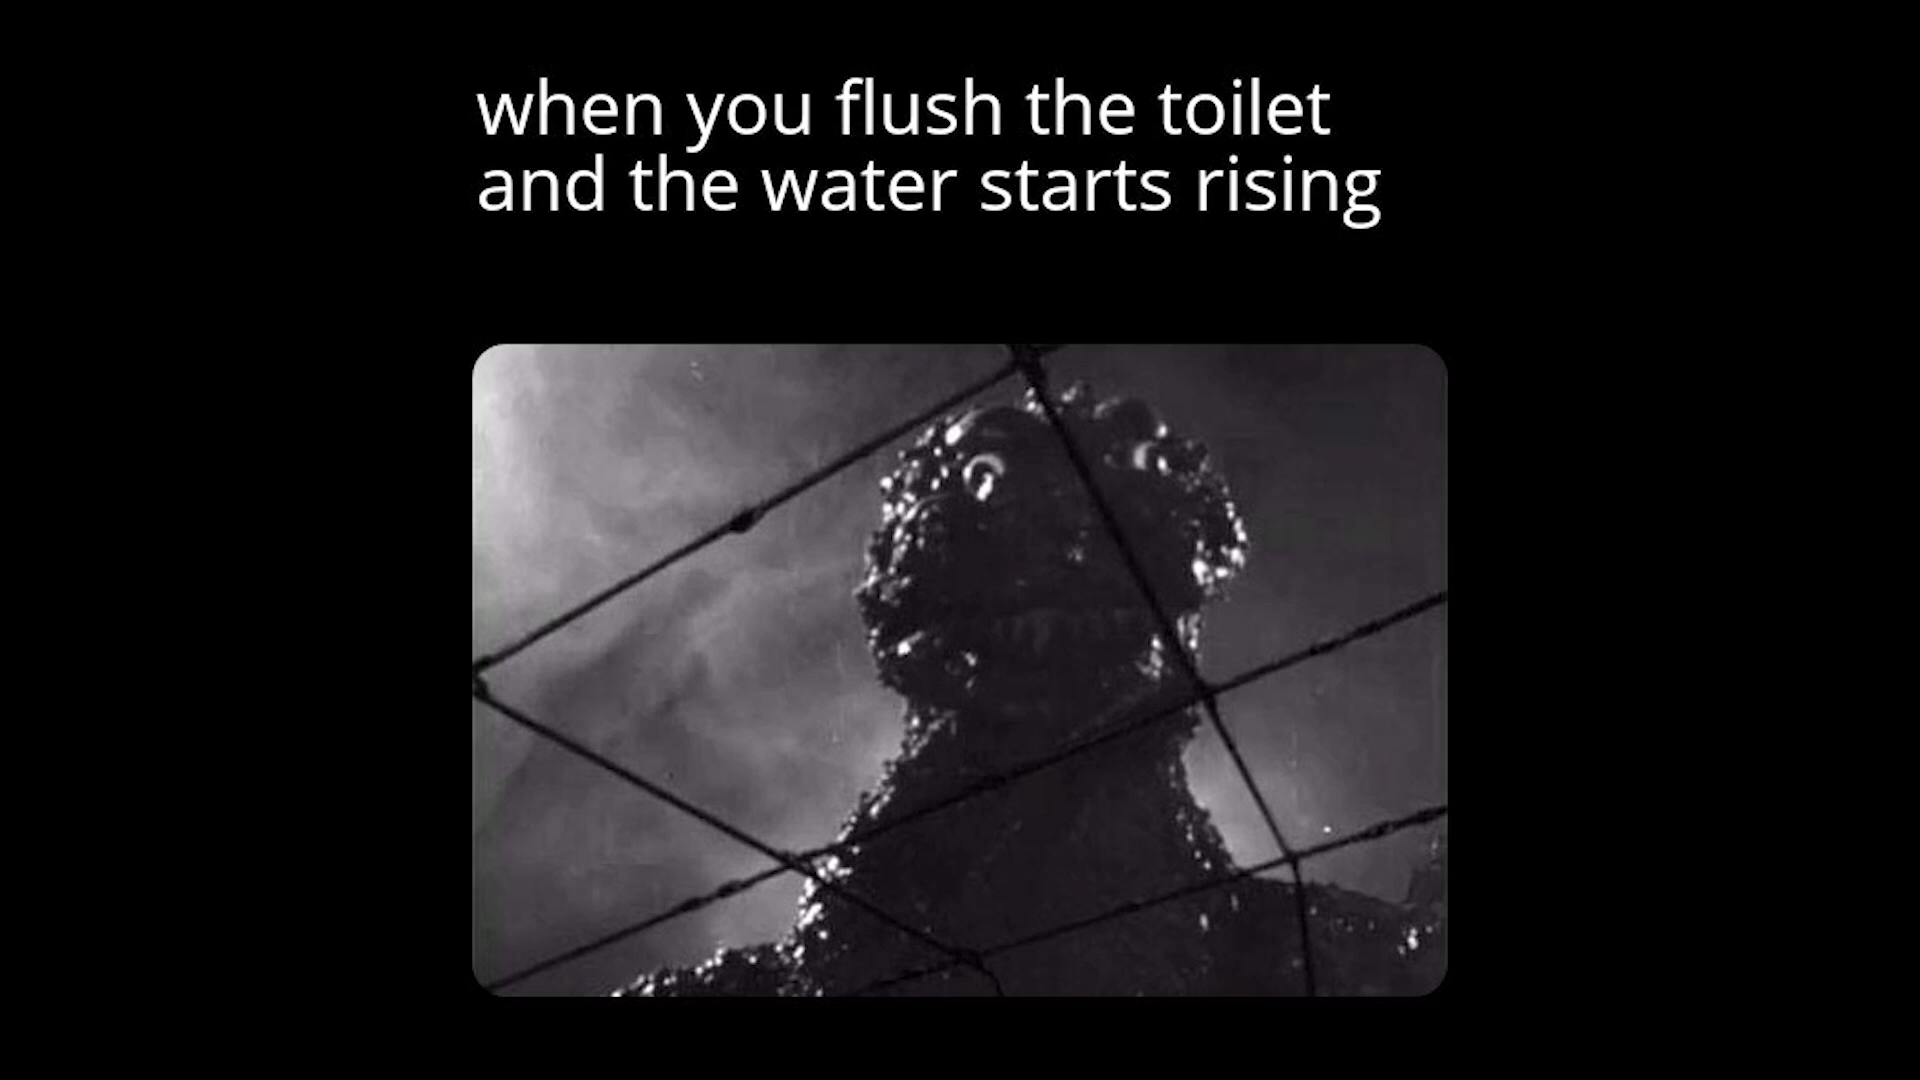 when you flush the toilet
and the water starts rising